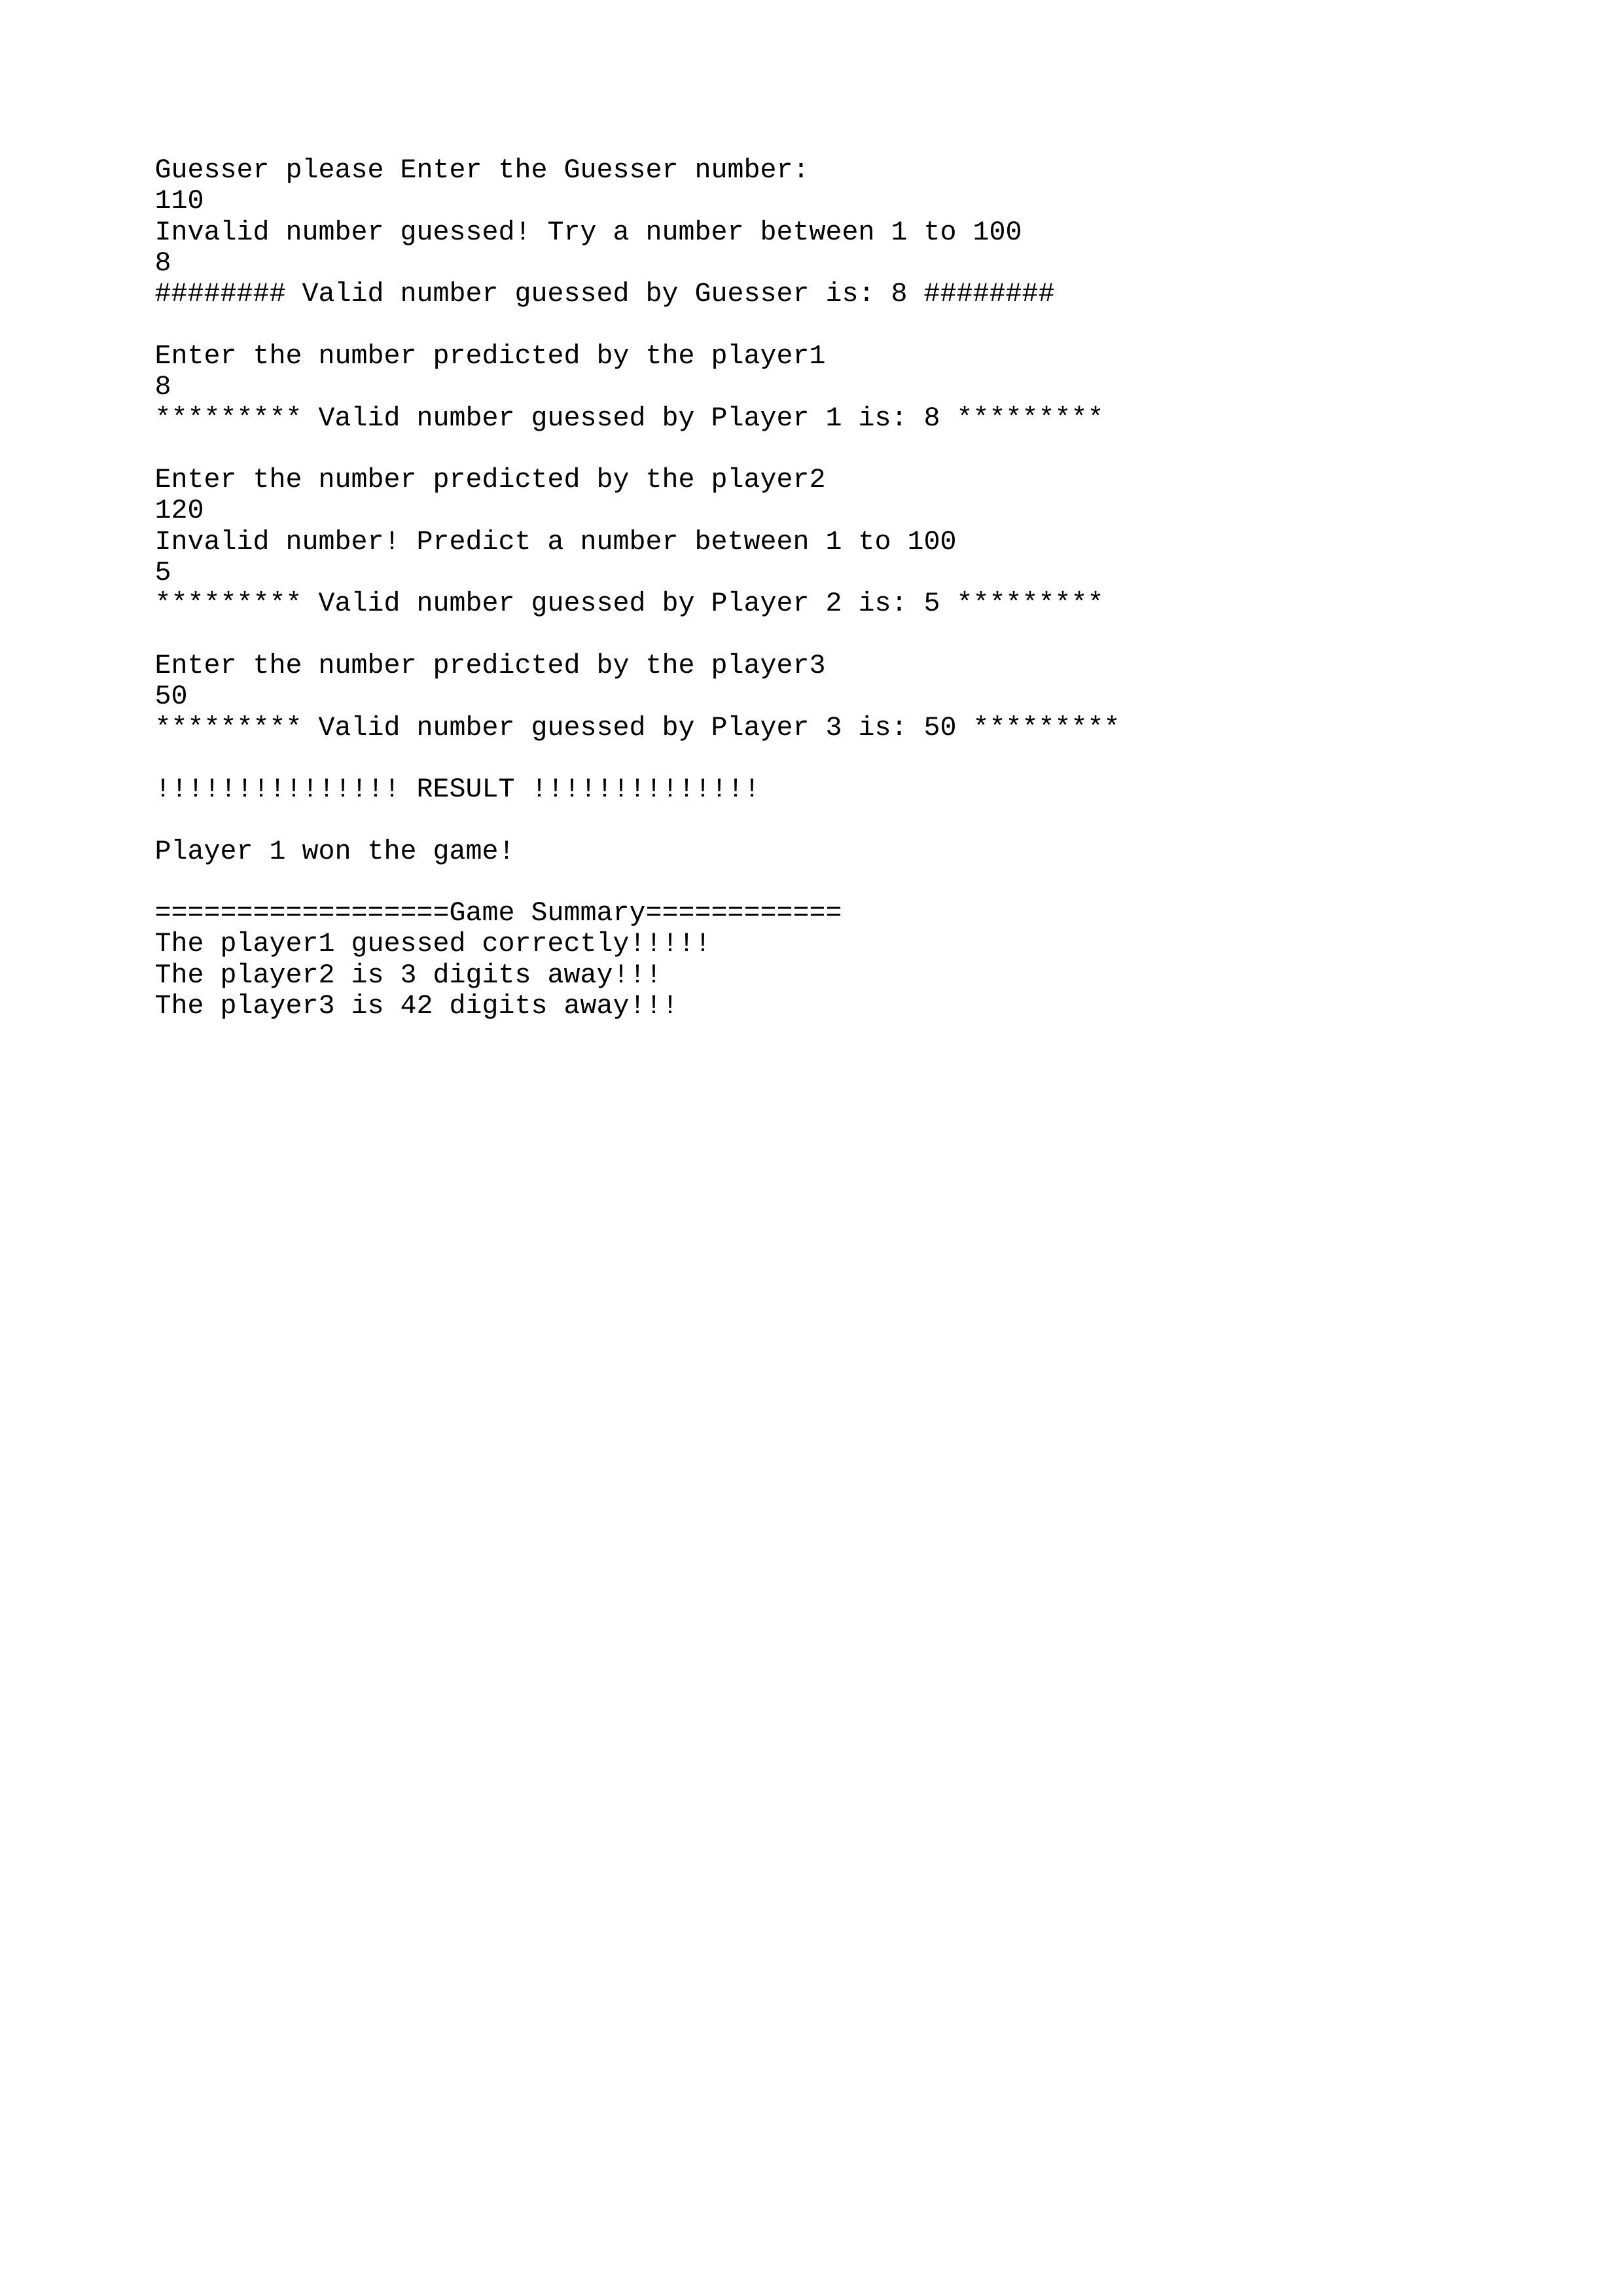 Guesser please Enter the Guesser number:
110
Invalid number guessed! Try a number between 1 to 100
8
######## Valid number guessed by Guesser is: 8 ########
Enter the number predicted by the player1
8
********* Valid number guessed by Player 1 is: 8 *********
Enter the number predicted by the player2
120
Invalid number! Predict a number between 1 to 100
5
********* Valid number guessed by Player 2 is: 5 *********
Enter the number predicted by the player3
50
********* Valid number guessed by Player 3 is: 50 *********
!!!!!!!!!!!!!!! RESULT !!!!!!!!!!!!!!
Player 1 won the game!
==================Game Summary============
The player1 guessed correctly!!!!!
The player2 is 3 digits away!!!
The player3 is 42 digits away!!!